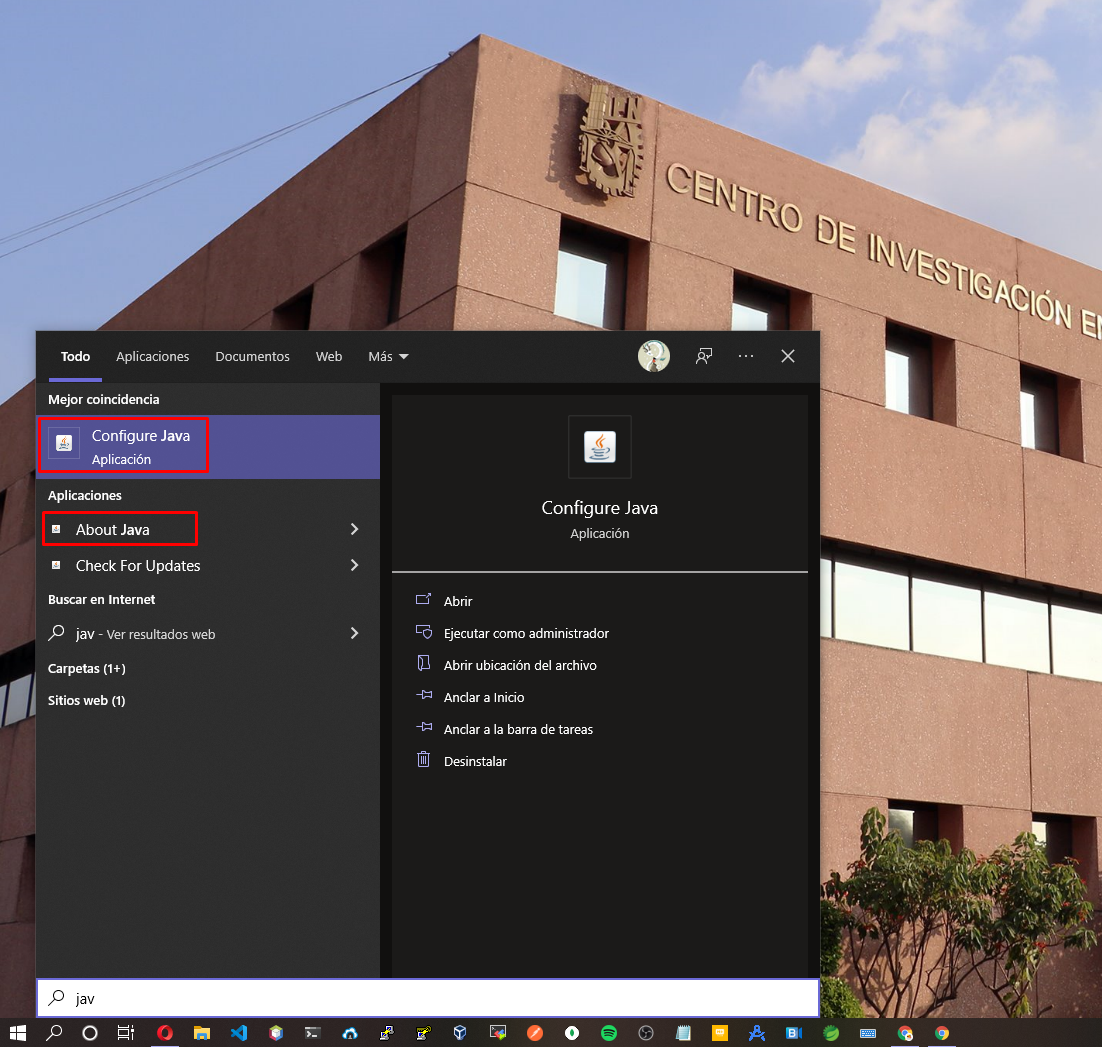 IPN
CENTRO DE INVESTIGACIÓN EN
Todo
Aplicaciones
Documentos
Web
Más
Mejor coincidencia
Configure Java
Aplicación
Aplicaciones
About Java
Check For Updates
Buscar en Internet
jav - Ver resultados web
Carpetas (1+)
Sitios web (1)
Configure Java
Aplicación
Abrir
Ejecutar como administrador
Abrir ubicación del archivo
Anclar a Inicio
Anclar a la barra de tareas
Desinstalar
jav